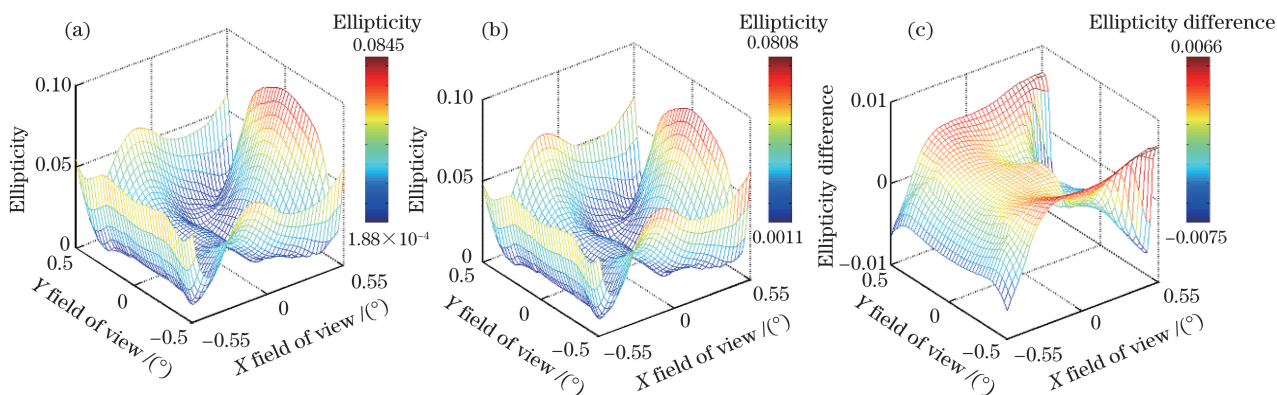 (a)
Ellipticity
0.0845
1.88×10⁻⁴
0.10
0.05
0
Ellipticity
0.5
0
−0.5
Y field of view /(°)
−0.55
0
0.55
X field of view /(°)
(b)
Ellipticity
0.0808
0.0011
0.10
0.05
0
Ellipticity
0.5
0
−0.5
Y field of view /(°)
−0.55
0
0.55
X field of view /(°)
(c)
Ellipticity difference
0.0066
−0.0075
0.01
0
−0.01
Ellipticity difference
0.5
0
−0.5
Y field of view /(°)
−0.55
0
0.55
X field of view /(°)